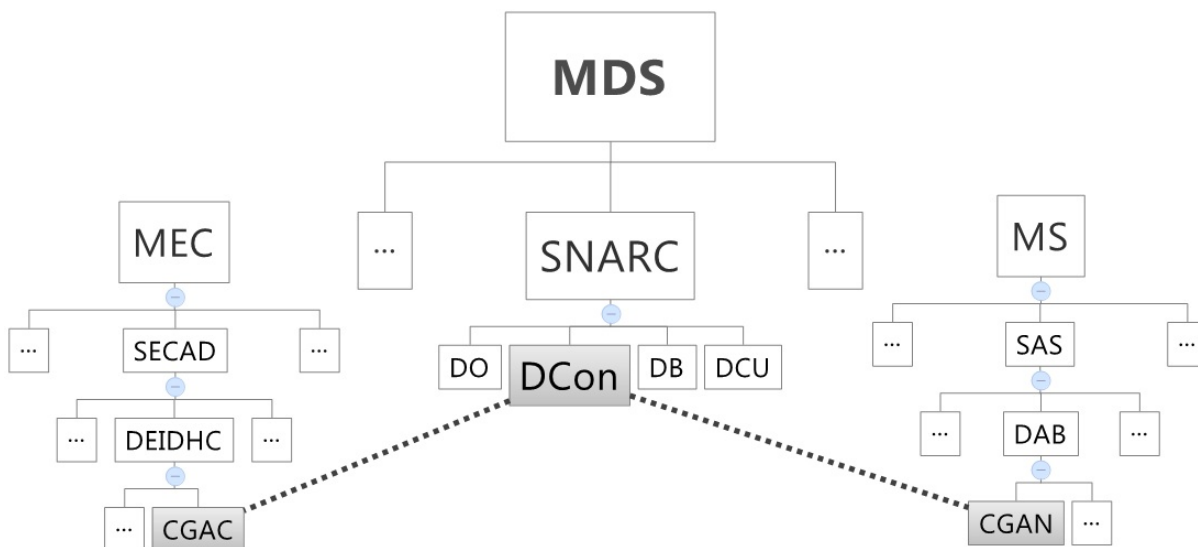 MDS
MEC
...
SNARC
...
MS
...
SECAD
...
DO
DCon
DB
DCU
...
SAS
...
...
DEIDHC
...
...
DAB
...
...
CGAC
CGAN
...